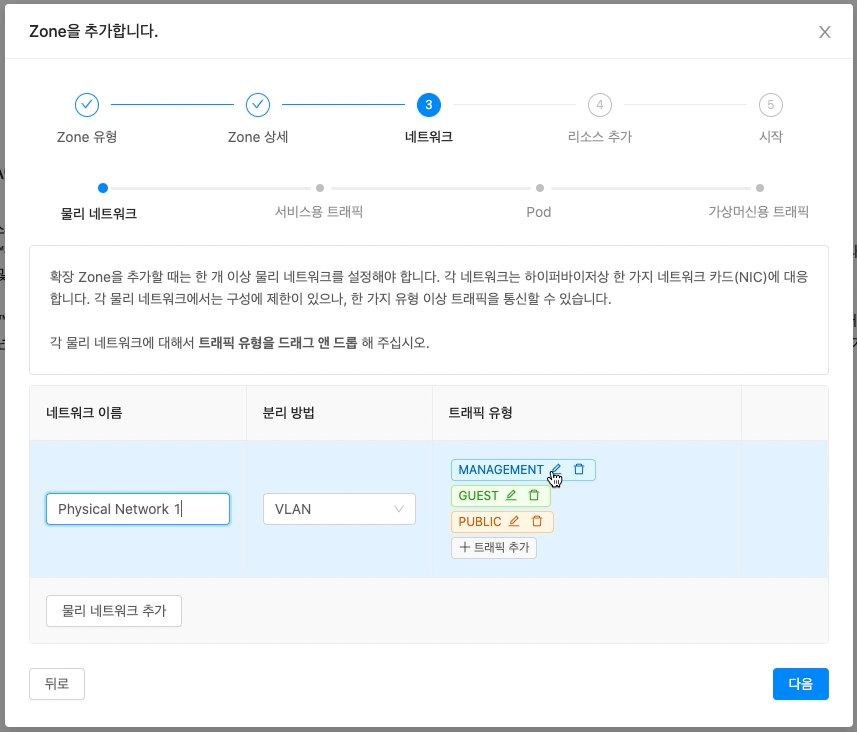 Zone을 추가합니다.
3
4
5
Zone 유형
Zone 상세
네트워크
리소스 추가
시작
물리 네트워크
서비스용 트래픽
Pod
가상머신용 트래픽
확장 Zone을 추가할 때는 한 개 이상 물리 네트워크를 설정해야 합니다. 각 네트워크는 하이퍼바이저상 한 가지 네트워크 카드(NIC)에 대응
합니다. 각 물리 네트워크에서는 구성에 제한이 있으나, 한 가지 유형 이상 트래픽을 통신할 수 있습니다.
각 물리 네트워크에 대해서 트래픽 유형을 드래그 앤 드롭 해 주십시오.
네트워크 이름
분리 방법
트래픽 유형
Physical Network 1
VLAN
MANAGEMENT
GUEST
PUBLIC
트래픽 추가
물리 네트워크 추가
뒤로
다음